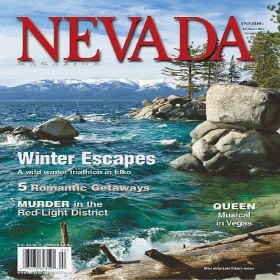 NEVADA
MAGAZINE
Winter Escapes
A wild winter triathlon in Elko
5 Romantic Getaways
MURDER in the
Red-Light District
QUEEN
Musical
in Vegas